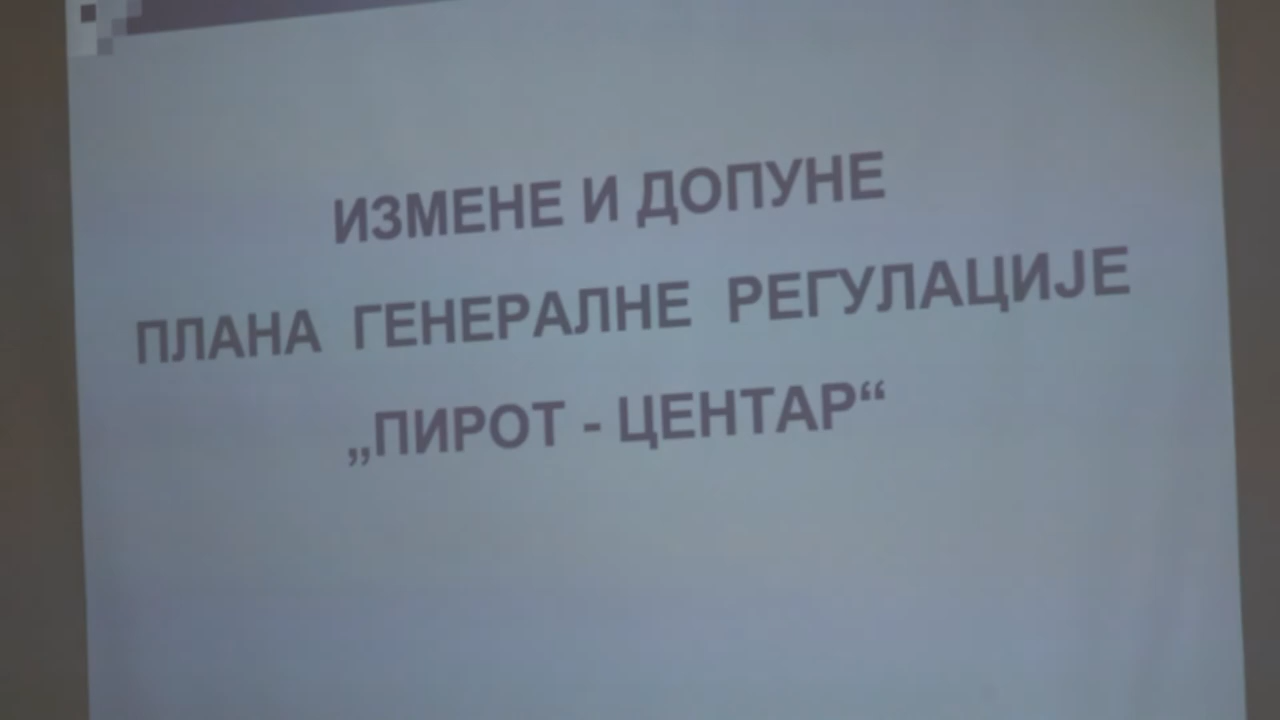 ИЗМЕНЕ И ДОПУНЕ
ПЛАНА ГЕНЕРАЛНЕ РЕГУЛАЦИЈЕ
„ПИРОТ - ЦЕНТАР“